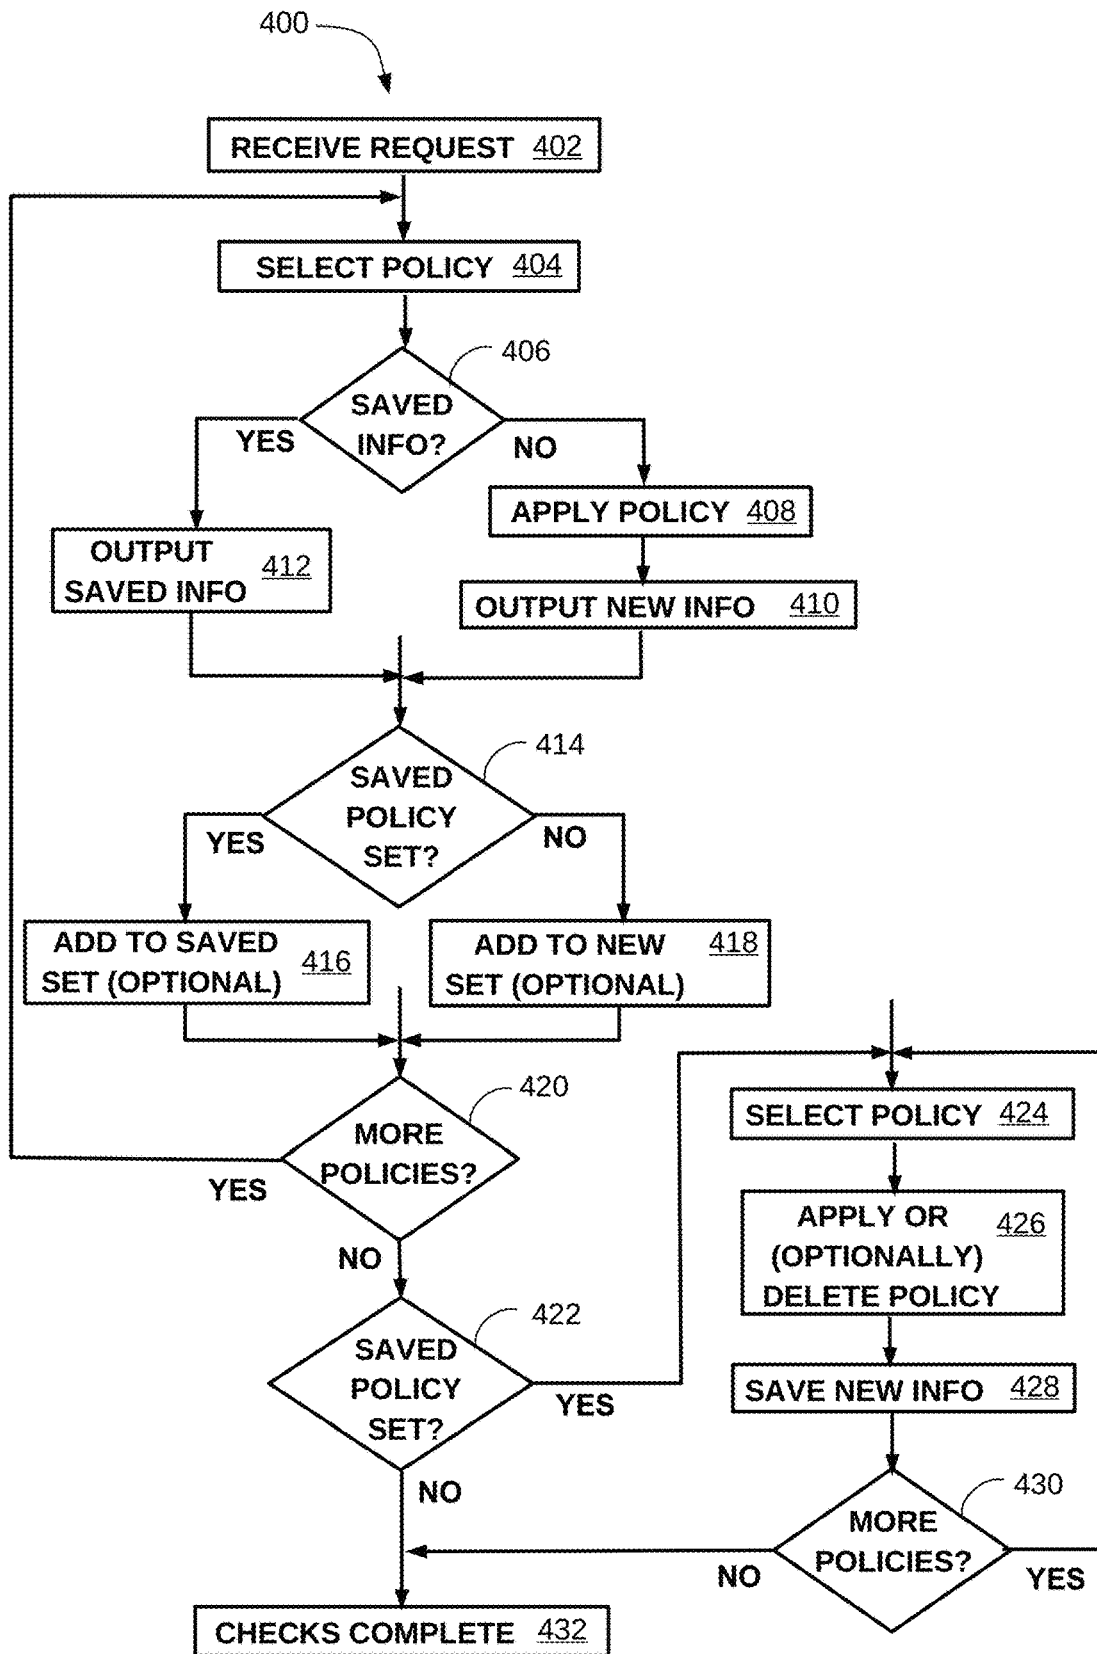 400
RECEIVE REQUEST 402
SELECT POLICY 404
406
SAVED
INFO?
YES
NO
APPLY POLICY 408
OUTPUT
SAVED INFO
412
OUTPUT NEW INFO 410
414
SAVED
POLICY
SET?
YES
NO
ADD TO SAVED
SET (OPTIONAL)
416
ADD TO NEW
SET (OPTIONAL)
418
420
MORE
POLICIES?
YES
NO
422
SAVED
POLICY
SET?
YES
NO
SELECT POLICY 424
APPLY OR
(OPTIONALLY)
DELETE POLICY
426
SAVE NEW INFO 428
430
MORE
POLICIES?
NO
YES
CHECKS COMPLETE 432